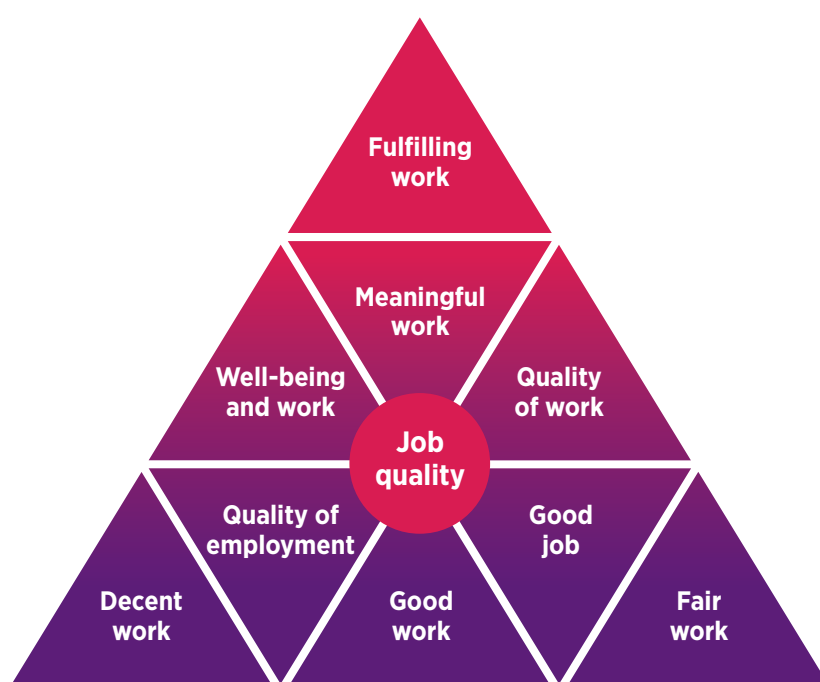 Fulfilling
work
Meaningful
work
Well-being
and work
Quality
of work
Job
quality
Quality of
employment
Good
job
Decent
work
Good
work
Fair
work